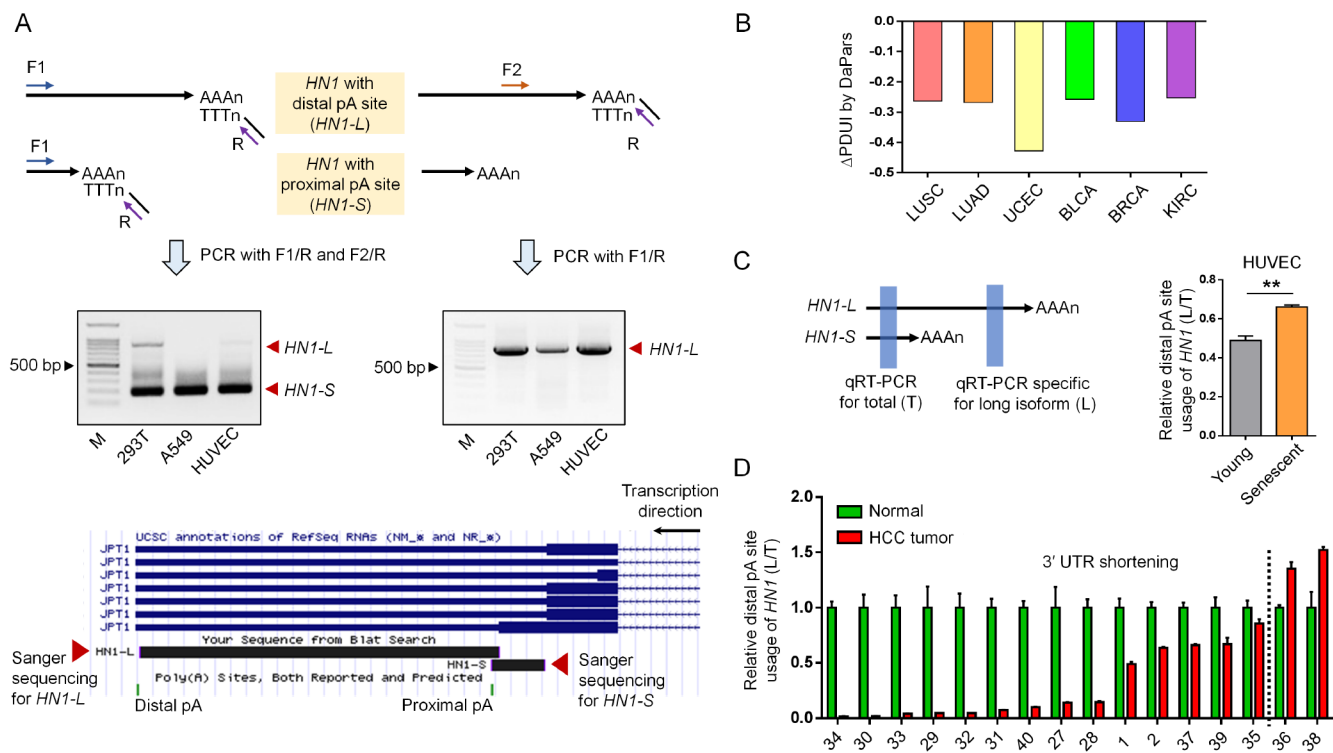 A
F1
AAAn
TTTn
R
HN1 with
distal pA site
(HN1-L)
F2
AAAn
TTTn
R
F1
AAAn
TTTn
R
HN1 with
proximal pA site
(HN1-S)
AAAn
PCR with F1/R and F2/R
PCR with F1/R
500 bp
HN1-L
HN1-S
M
293T
A549
HUVEC
500 bp
HN1-L
M
293T
A549
HUVEC
Transcription
direction
UCSC annotations of RefSeq RNAs (NM_* and NR_*)
JPT1
JPT1
JPT1
JPT1
JPT1
JPT1
JPT1
Your Sequence from Blat Search
HN1-L
HN1-S
Poly(A) Sites, Both Reported and Predicted
Sanger
sequencing
for HN1-L
Sanger
sequencing
for HN1-S
Distal pA
Proximal pA
B
ΔPDUI by DaPars
0.0
-0.1
-0.2
-0.3
-0.4
-0.5
LUSC
LUAD
UCEC
BLCA
BRCA
KIRC
C
HN1-L
AAAn
HN1-S
AAAn
qRT-PCR
for total (T)
qRT-PCR specific
for long isoform (L)
HUVEC
**
Relative distal pA site
usage of HN1 (L/T)
0.8
0.6
0.4
0.2
0.0
Young
Senescent
D
Relative distal pA site
usage of HN1 (L/T)
2.0
1.5
1.0
0.5
0.0
Normal
HCC tumor
3′ UTR shortening
34
30
33
29
32
31
40
27
28
1
2
37
39
35
36
38